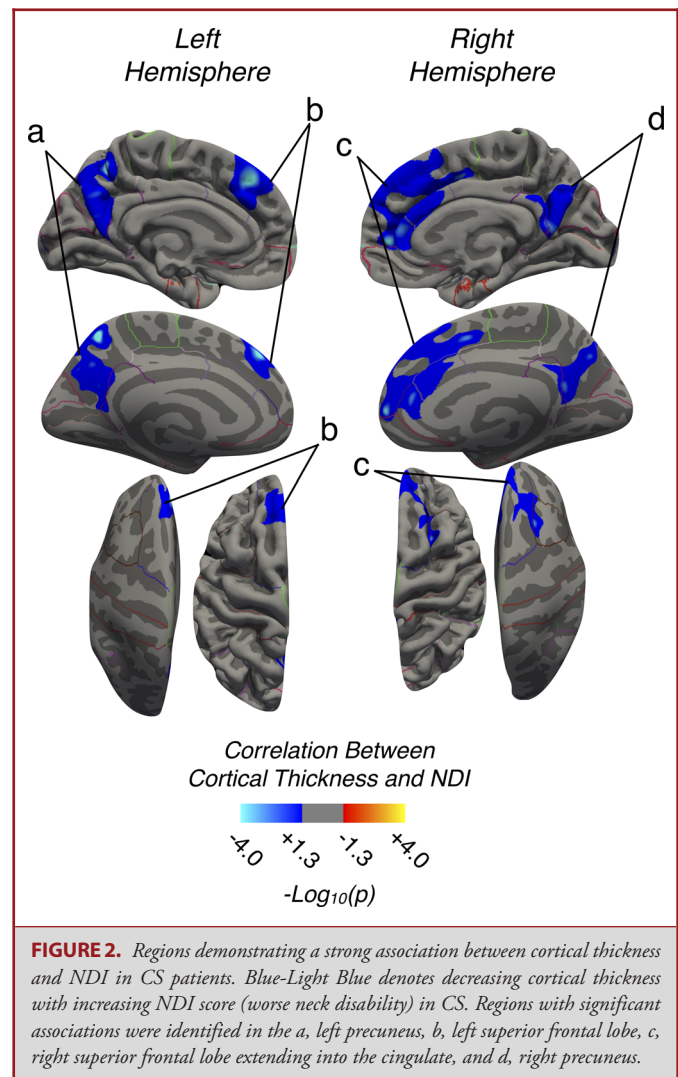 Left
Hemisphere
Right
Hemisphere
a
b
c
d
b
c
Correlation Between
Cortical Thickness and NDI
-4.0
+1.3
-1.3
+4.0
-Log₁₀(p)
FIGURE 2. Regions demonstrating a strong association between cortical thickness
and NDI in CS patients. Blue-Light Blue denotes decreasing cortical thickness
with increasing NDI score (worse neck disability) in CS. Regions with significant
associations were identified in the a, left precuneus, b, left superior frontal lobe, c,
right superior frontal lobe extending into the cingulate, and d, right precuneus.